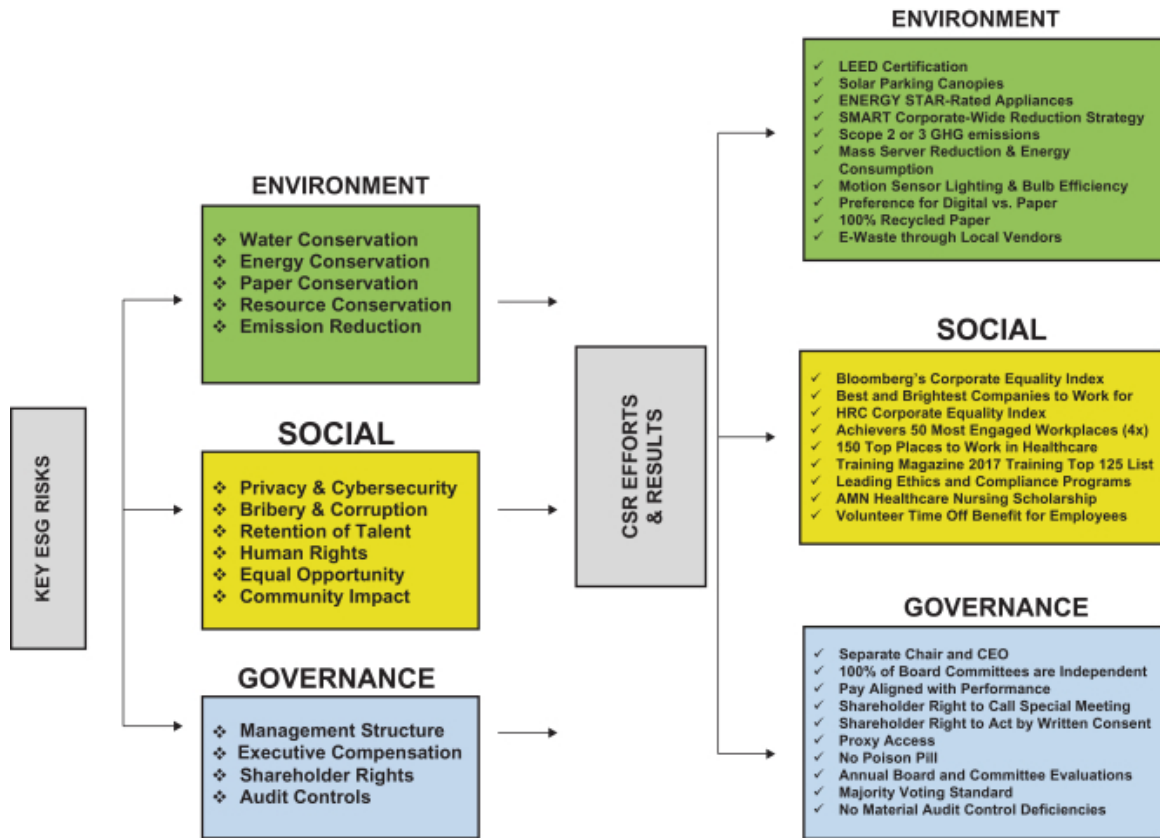 KEY ESG RISKS
ENVIRONMENT
❖ Water Conservation
❖ Energy Conservation
❖ Paper Conservation
❖ Resource Conservation
❖ Emission Reduction
SOCIAL
❖ Privacy & Cybersecurity
❖ Bribery & Corruption
❖ Retention of Talent
❖ Human Rights
❖ Equal Opportunity
❖ Community Impact
GOVERNANCE
❖ Management Structure
❖ Executive Compensation
❖ Shareholder Rights
❖ Audit Controls
CSR EFFORTS
& RESULTS
ENVIRONMENT
✓ LEED Certification
✓ Solar Parking Canopies
✓ ENERGY STAR-Rated Appliances
✓ SMART Corporate-Wide Reduction Strategy
✓ Scope 2 or 3 GHG emissions
✓ Mass Server Reduction & Energy
Consumption
✓ Motion Sensor Lighting & Bulb Efficiency
✓ Preference for Digital vs. Paper
✓ 100% Recycled Paper
✓ E-Waste through Local Vendors
SOCIAL
✓ Bloomberg's Corporate Equality Index
✓ Best and Brightest Companies to Work for
✓ HRC Corporate Equality Index
✓ Achievers 50 Most Engaged Workplaces (4x)
✓ 150 Top Places to Work in Healthcare
✓ Training Magazine 2017 Training Top 125 List
✓ Leading Ethics and Compliance Programs
✓ AMN Healthcare Nursing Scholarship
✓ Volunteer Time Off Benefit for Employees
GOVERNANCE
✓ Separate Chair and CEO
✓ 100% of Board Committees are Independent
✓ Pay Aligned with Performance
✓ Shareholder Right to Call Special Meeting
✓ Shareholder Right to Act by Written Consent
✓ Proxy Access
✓ No Poison Pill
✓ Annual Board and Committee Evaluations
✓ Majority Voting Standard
✓ No Material Audit Control Deficiencies